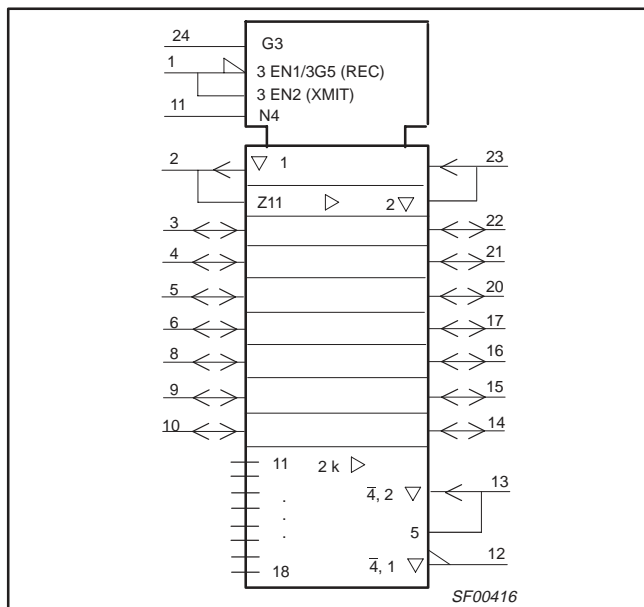 24 G3
1 3 EN1/3G5 (REC)
3 EN2 (XMIT)
11 N4
2 ▽ 1 23
Z11 ▷ 2 ▽
3 22
4 21
5 20
6 17
8 16
9 15
10 14
11 2 k ▷
4̅, 2 ▽ 13
.
.
5
.
18 4̅, 1 ▽ 12
SF00416